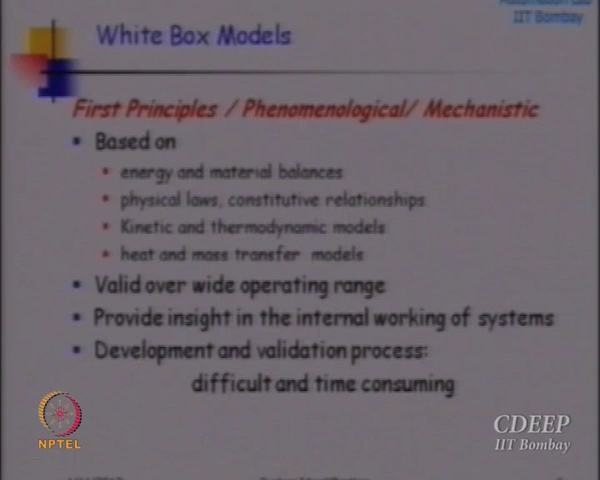 Automation Lab
IIT Bombay
White Box Models
First Principles / Phenomenological/ Mechanistic
Based on
energy and material balances
physical laws, constitutive relationships
Kinetic and thermodynamic models
heat and mass transfer models
Valid over wide operating range
Provide insight in the internal working of systems
Development and validation process:
difficult and time consuming
NPTEL
CDEEP
IIT Bombay